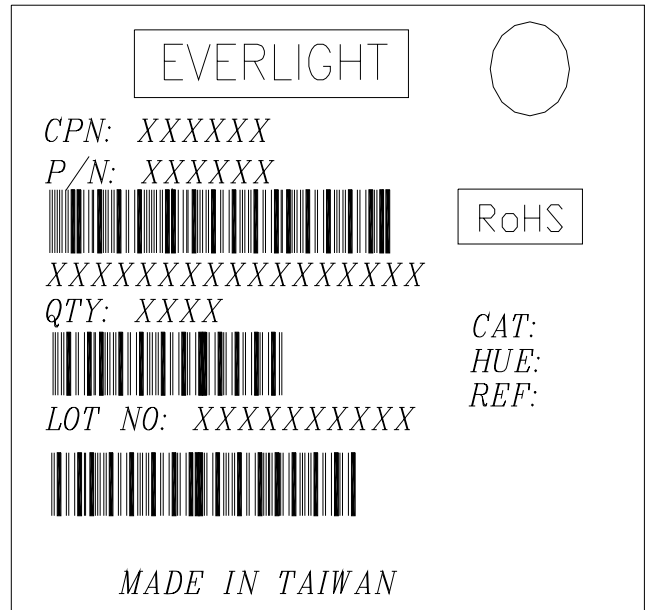 EVERLIGHT
CPN: XXXXXX
P/N: XXXXXX
RoHS
XXXXXXXXXXXXXXXXX
QTY: XXXX
CAT:
HUE:
REF:
LOT NO: XXXXXXXXXX
MADE IN TAIWAN